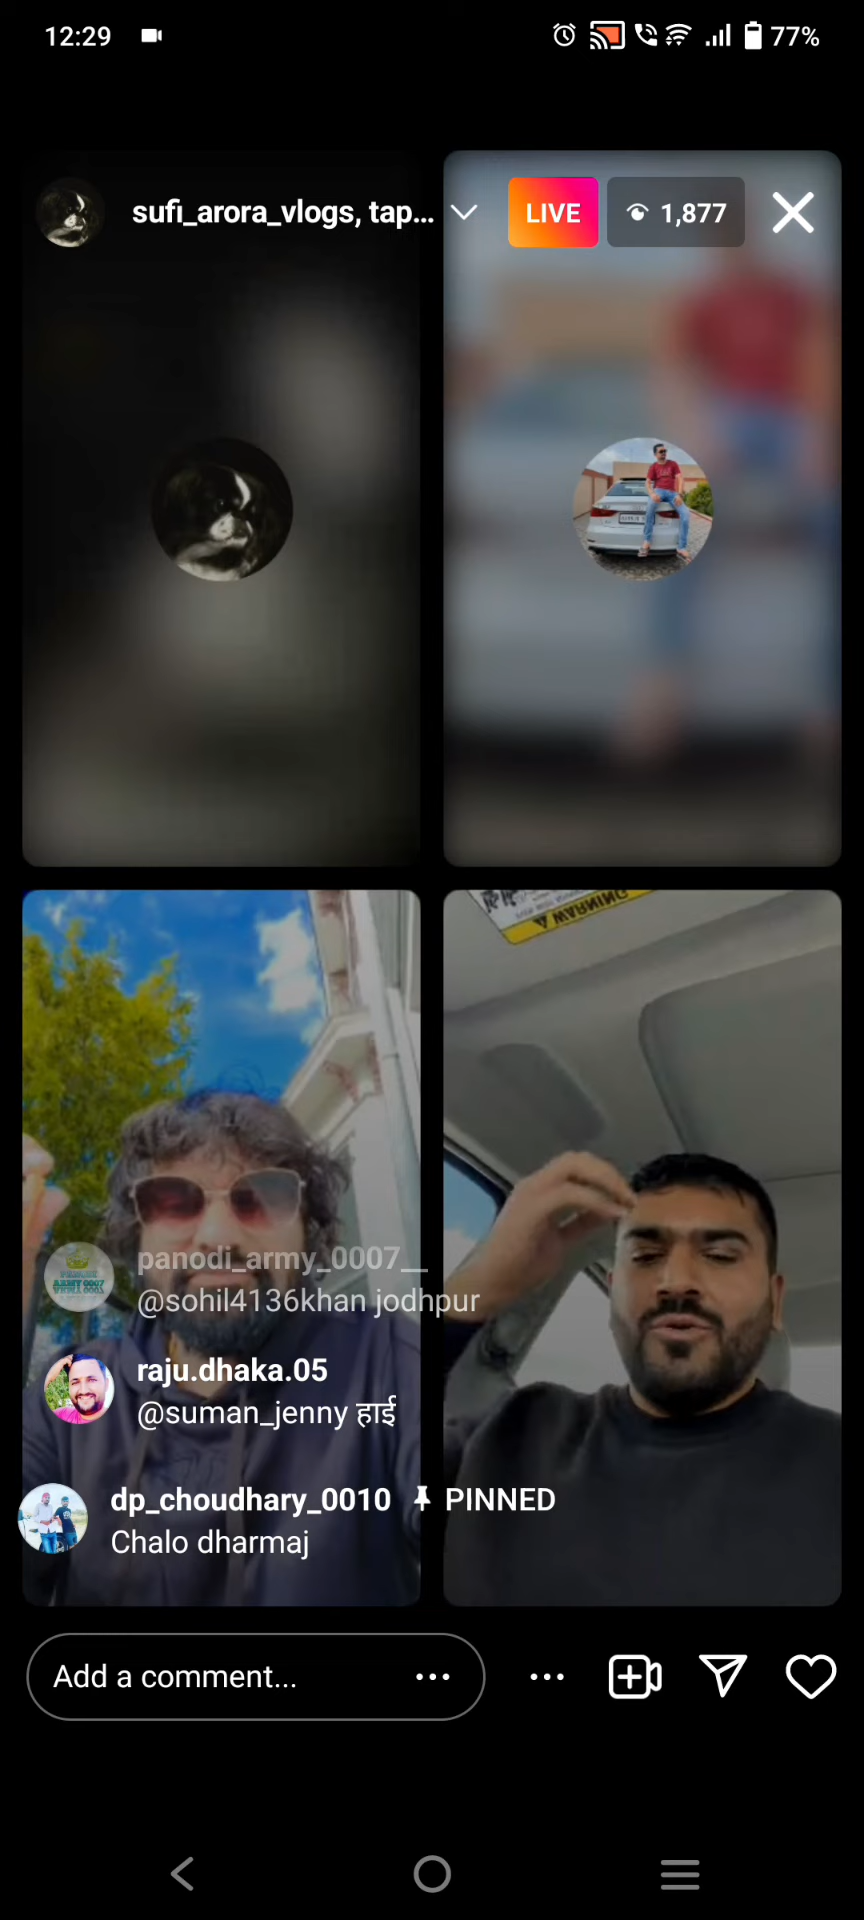 12:29
77%
sufi_arora_vlogs, tap...
LIVE
1,877
WARNING
panodi_army_0007__
@sohil4136khan jodhpur
raju.dhaka.05
@suman_jenny हाई
dp_choudhary_0010 PINNED
Chalo dharmaj
Add a comment...